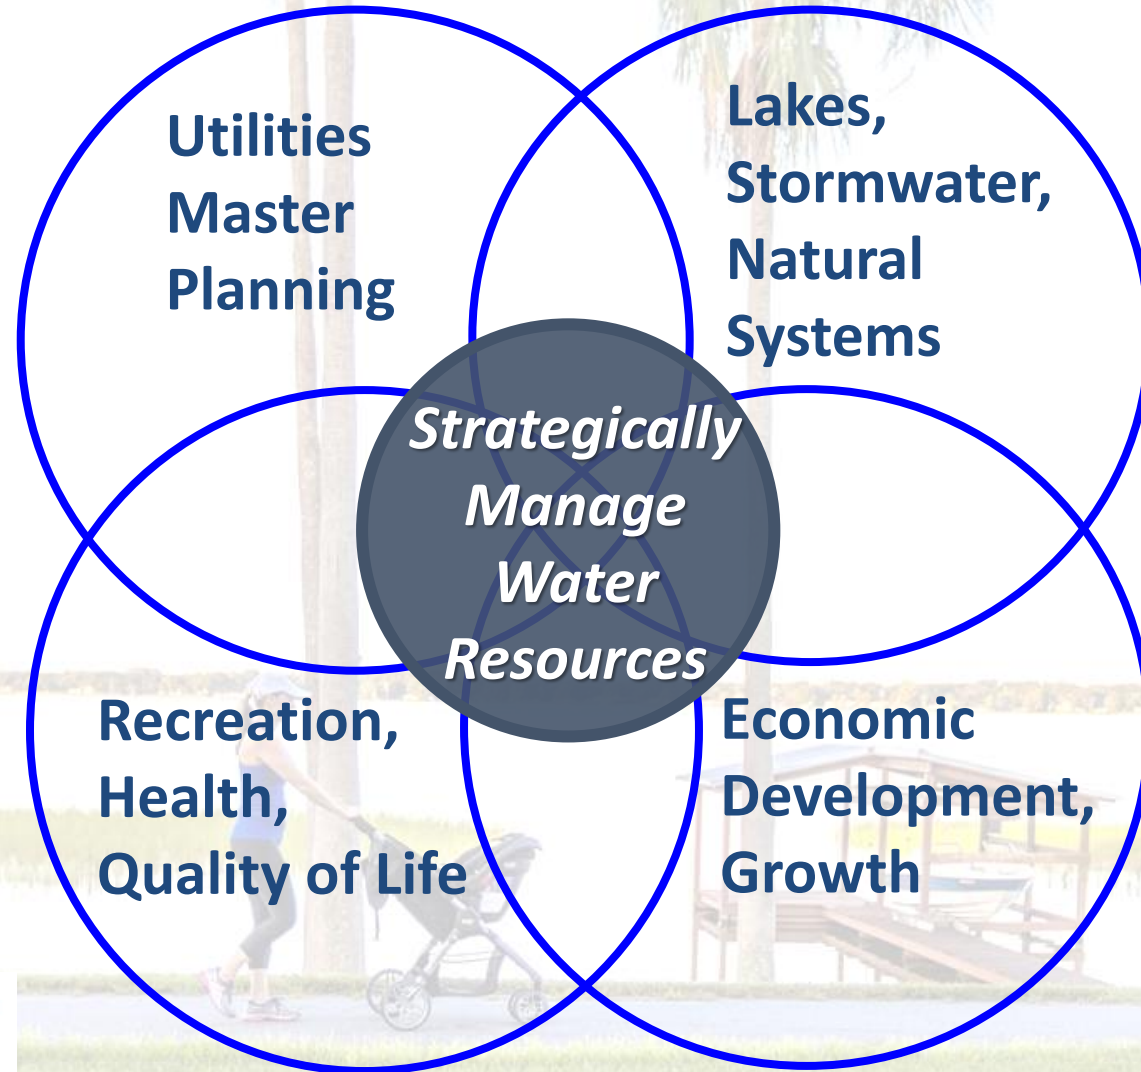 Utilities
Master
Planning
Lakes,
Stormwater,
Natural
Systems
Strategically
Manage
Water
Resources
Recreation,
Health,
Quality of Life
Economic
Development,
Growth